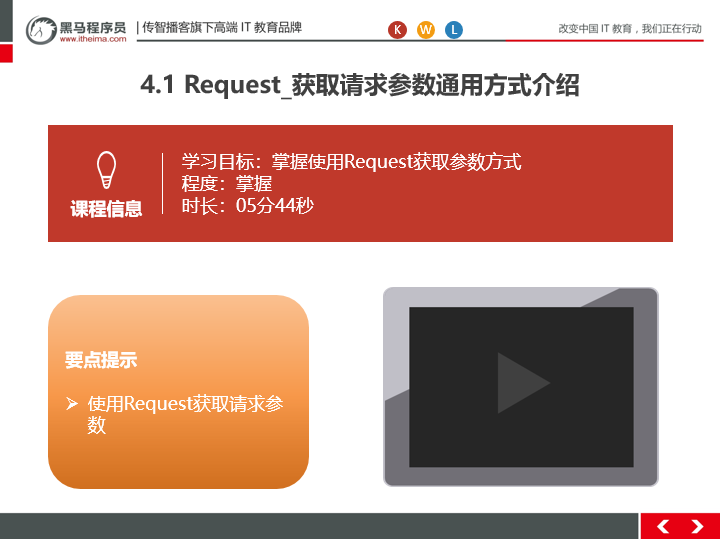 黑马程序员
www.itheima.com
传智播客旗下高端 IT 教育品牌
K W L
改变中国 IT 教育，我们正在行动
4.1 Request_获取请求参数通用方式介绍
学习目标：掌握使用Request获取参数方式
程度：掌握
时长：05分44秒
课程信息
要点提示
使用Request获取请求参
数